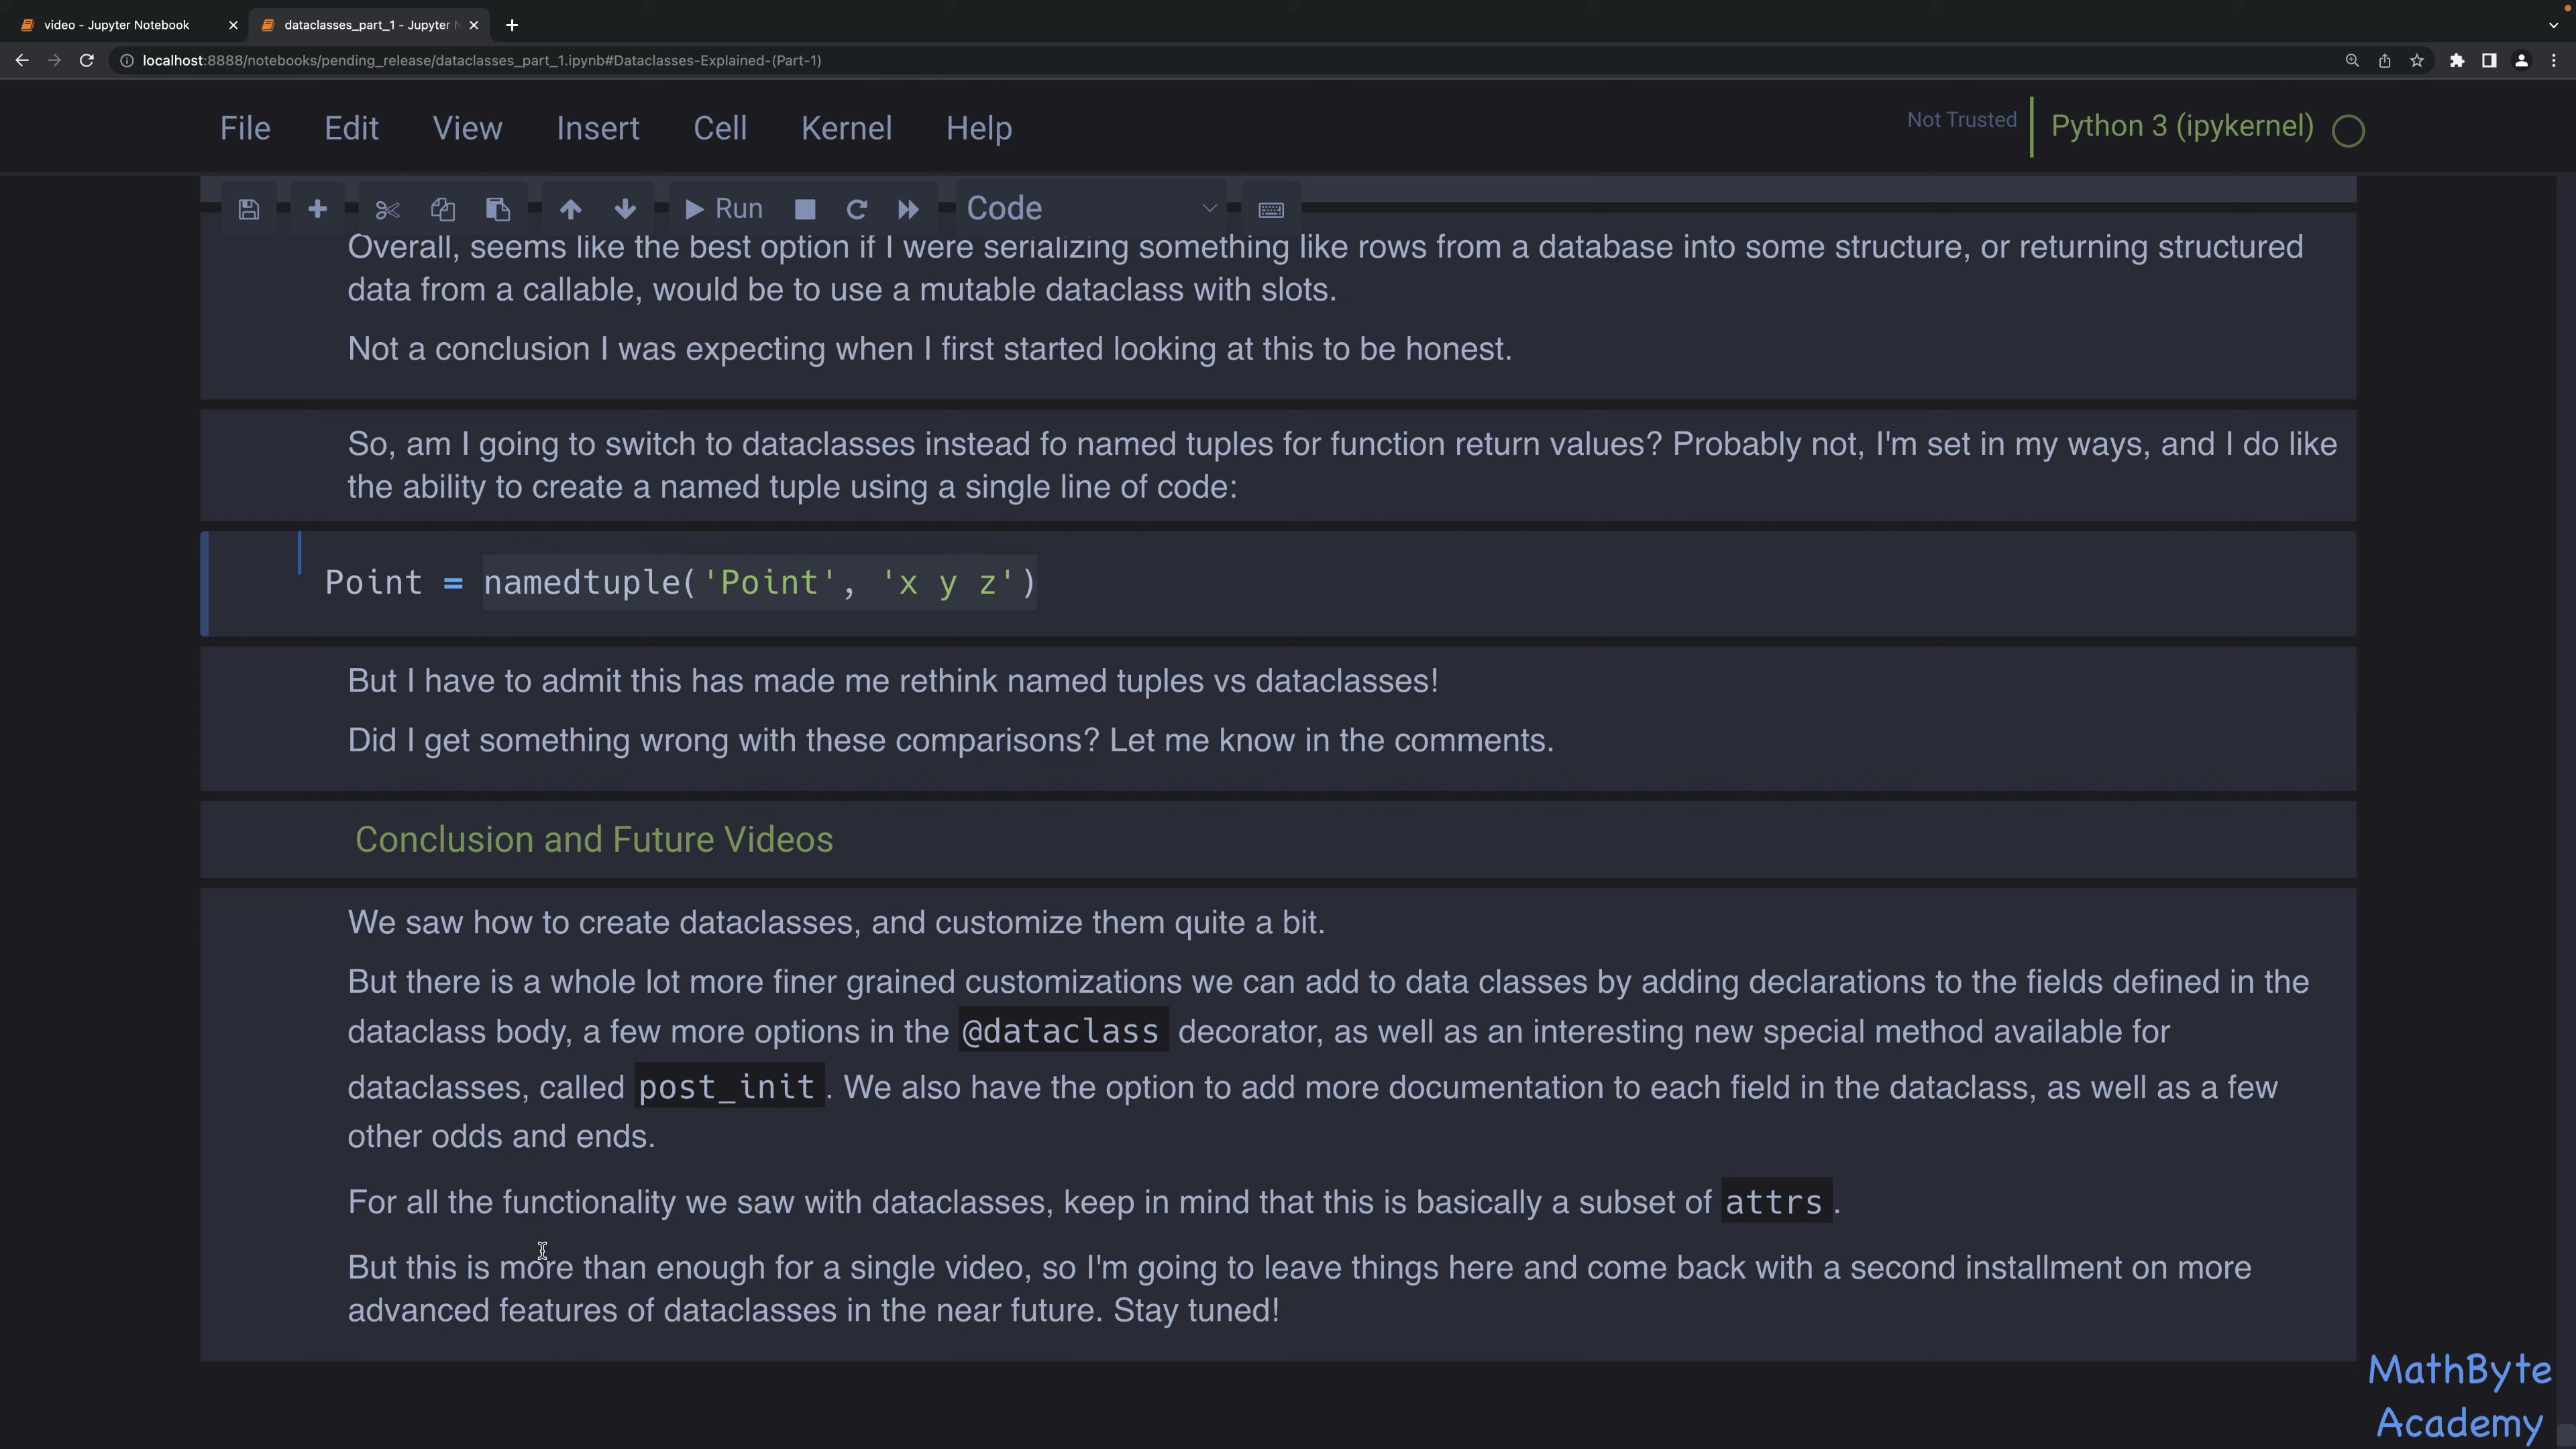 video - Jupyter Notebook
dataclasses_part_1 - Jupyter N
localhost:8888/notebooks/pending_release/dataclasses_part_1.ipynb#Dataclasses-Explained-(Part-1)
File Edit View Insert Cell Kernel Help
Not Trusted
Python 3 (ipykernel)
Run
Code
Overall, seems like the best option if I were serializing something like rows from a database into some structure, or returning structured
data from a callable, would be to use a mutable dataclass with slots.
Not a conclusion I was expecting when I first started looking at this to be honest.
So, am I going to switch to dataclasses instead fo named tuples for function return values? Probably not, I'm set in my ways, and I do like
the ability to create a named tuple using a single line of code:
Point = namedtuple('Point', 'x y z')
But I have to admit this has made me rethink named tuples vs dataclasses!
Did I get something wrong with these comparisons? Let me know in the comments.
Conclusion and Future Videos
We saw how to create dataclasses, and customize them quite a bit.
But there is a whole lot more finer grained customizations we can add to data classes by adding declarations to the fields defined in the
dataclass body, a few more options in the @dataclass decorator, as well as an interesting new special method available for
dataclasses, called post_init. We also have the option to add more documentation to each field in the dataclass, as well as a few
other odds and ends.
For all the functionality we saw with dataclasses, keep in mind that this is basically a subset of attrs.
But this is more than enough for a single video, so I'm going to leave things here and come back with a second installment on more
advanced features of dataclasses in the near future. Stay tuned!
MathByte
Academy